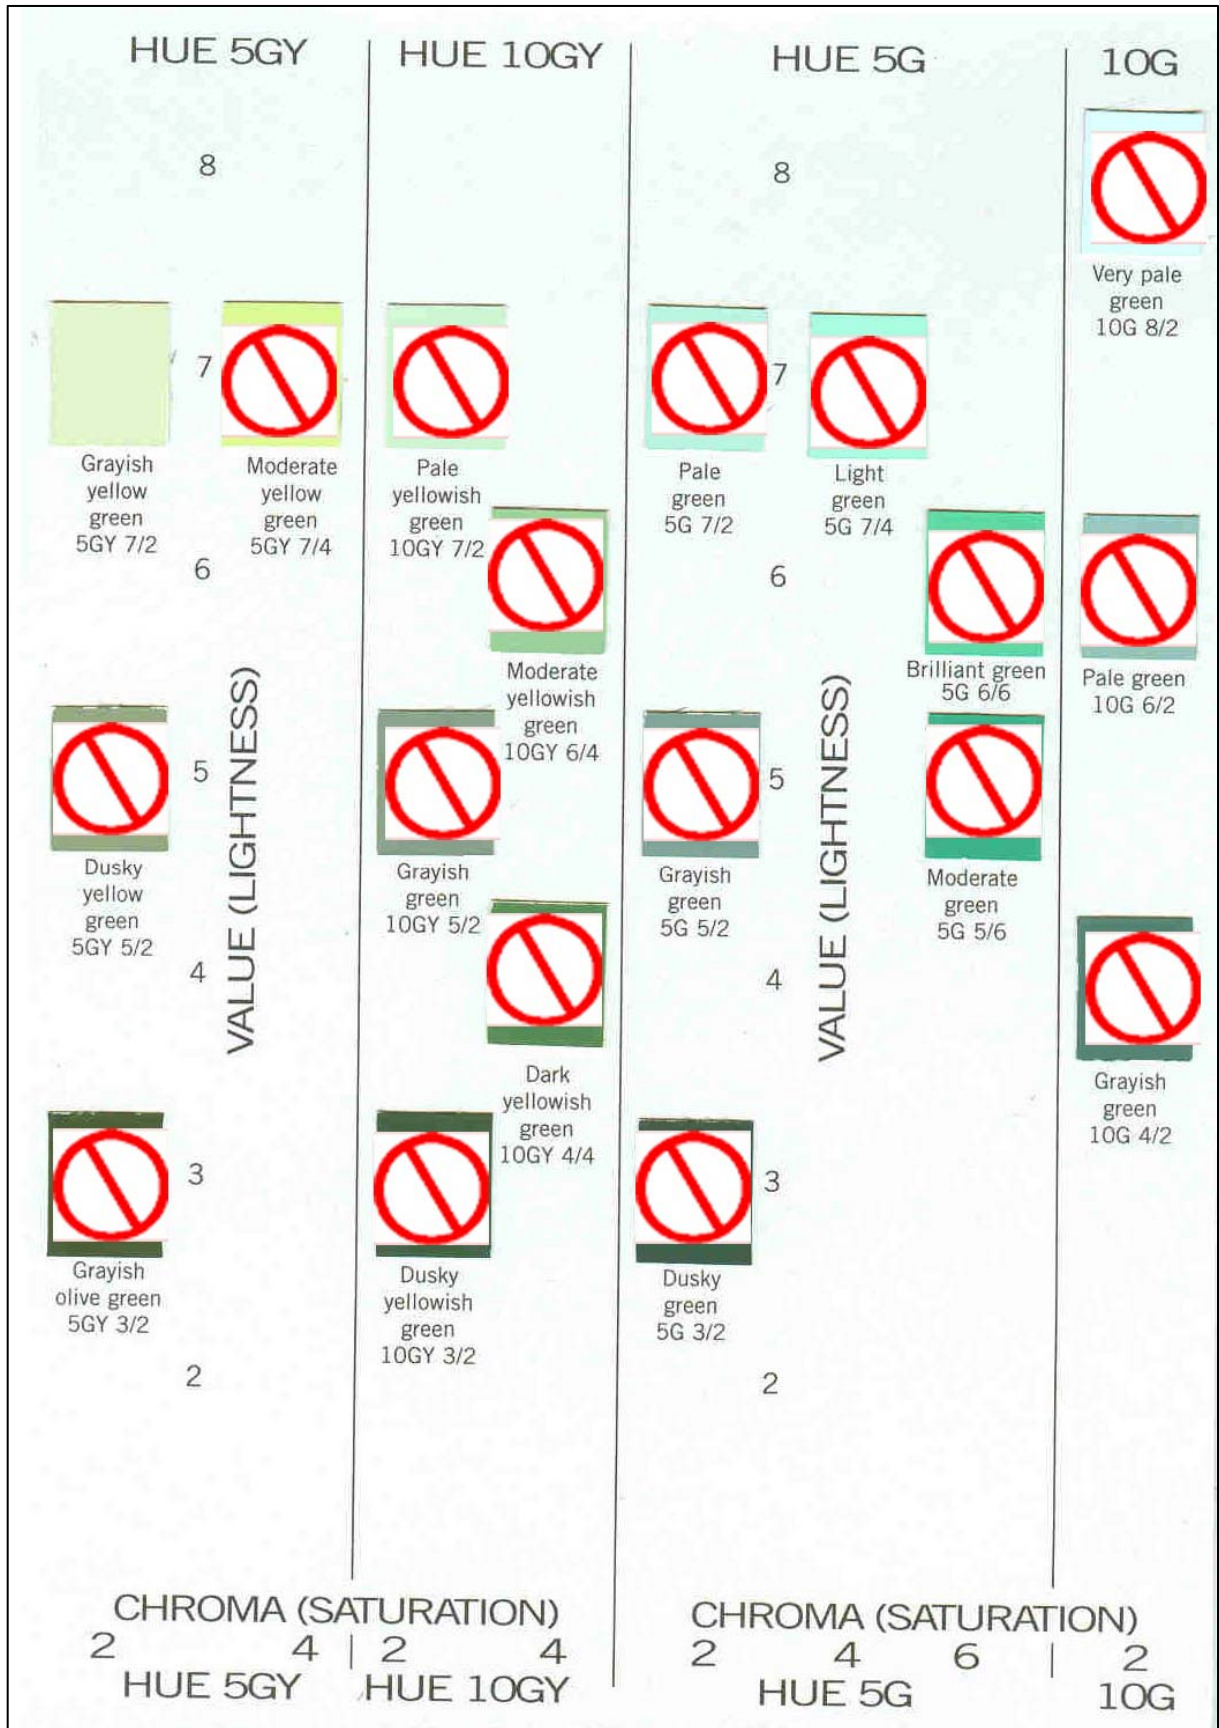 HUE 5GY
HUE 10GY
HUE 5G
10G
8
8
Very pale
green
10G 8/2
7
7
Grayish
yellow
green
5GY 7/2
Moderate
yellow
green
5GY 7/4
Pale
yellowish
green
10GY 7/2
Pale
green
5G 7/2
Light
green
5G 7/4
6
6
Moderate
yellowish
green
10GY 6/4
Brilliant green
5G 6/6
Pale green
10G 6/2
VALUE (LIGHTNESS)
VALUE (LIGHTNESS)
5
5
Dusky
yellow
green
5GY 5/2
Grayish
green
10GY 5/2
Grayish
green
5G 5/2
Moderate
green
5G 5/6
4
4
Dark
yellowish
green
10GY 4/4
Grayish
green
10G 4/2
3
3
Grayish
olive green
5GY 3/2
Dusky
yellowish
green
10GY 3/2
Dusky
green
5G 3/2
2
2
CHROMA (SATURATION)
2 4 | 2 4
HUE 5GY HUE 10GY
CHROMA (SATURATION)
2 4 6 | 2
HUE 5G 10G